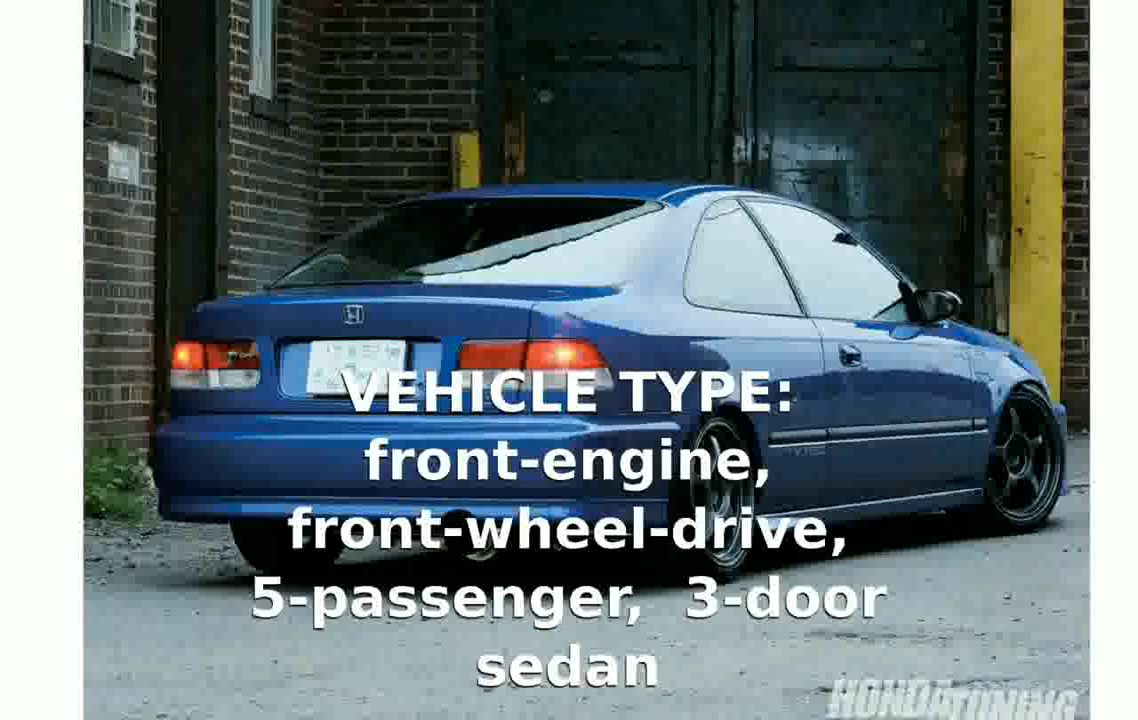 VEHICLE TYPE:
front-engine,
front-wheel-drive,
5-passenger, 3-door
sedan
HONDATUNING